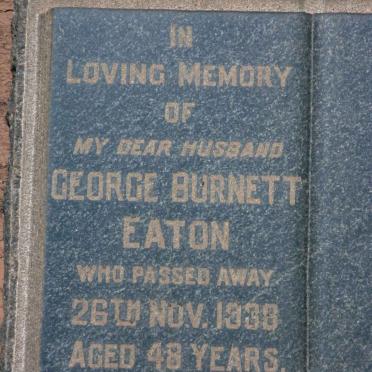 IN
LOVING MEMORY
OF
MY DEAR HUSBAND
GEORGE BURNETT
EATON
WHO PASSED AWAY
26TH NOV. 1938
AGED 48 YEARS.